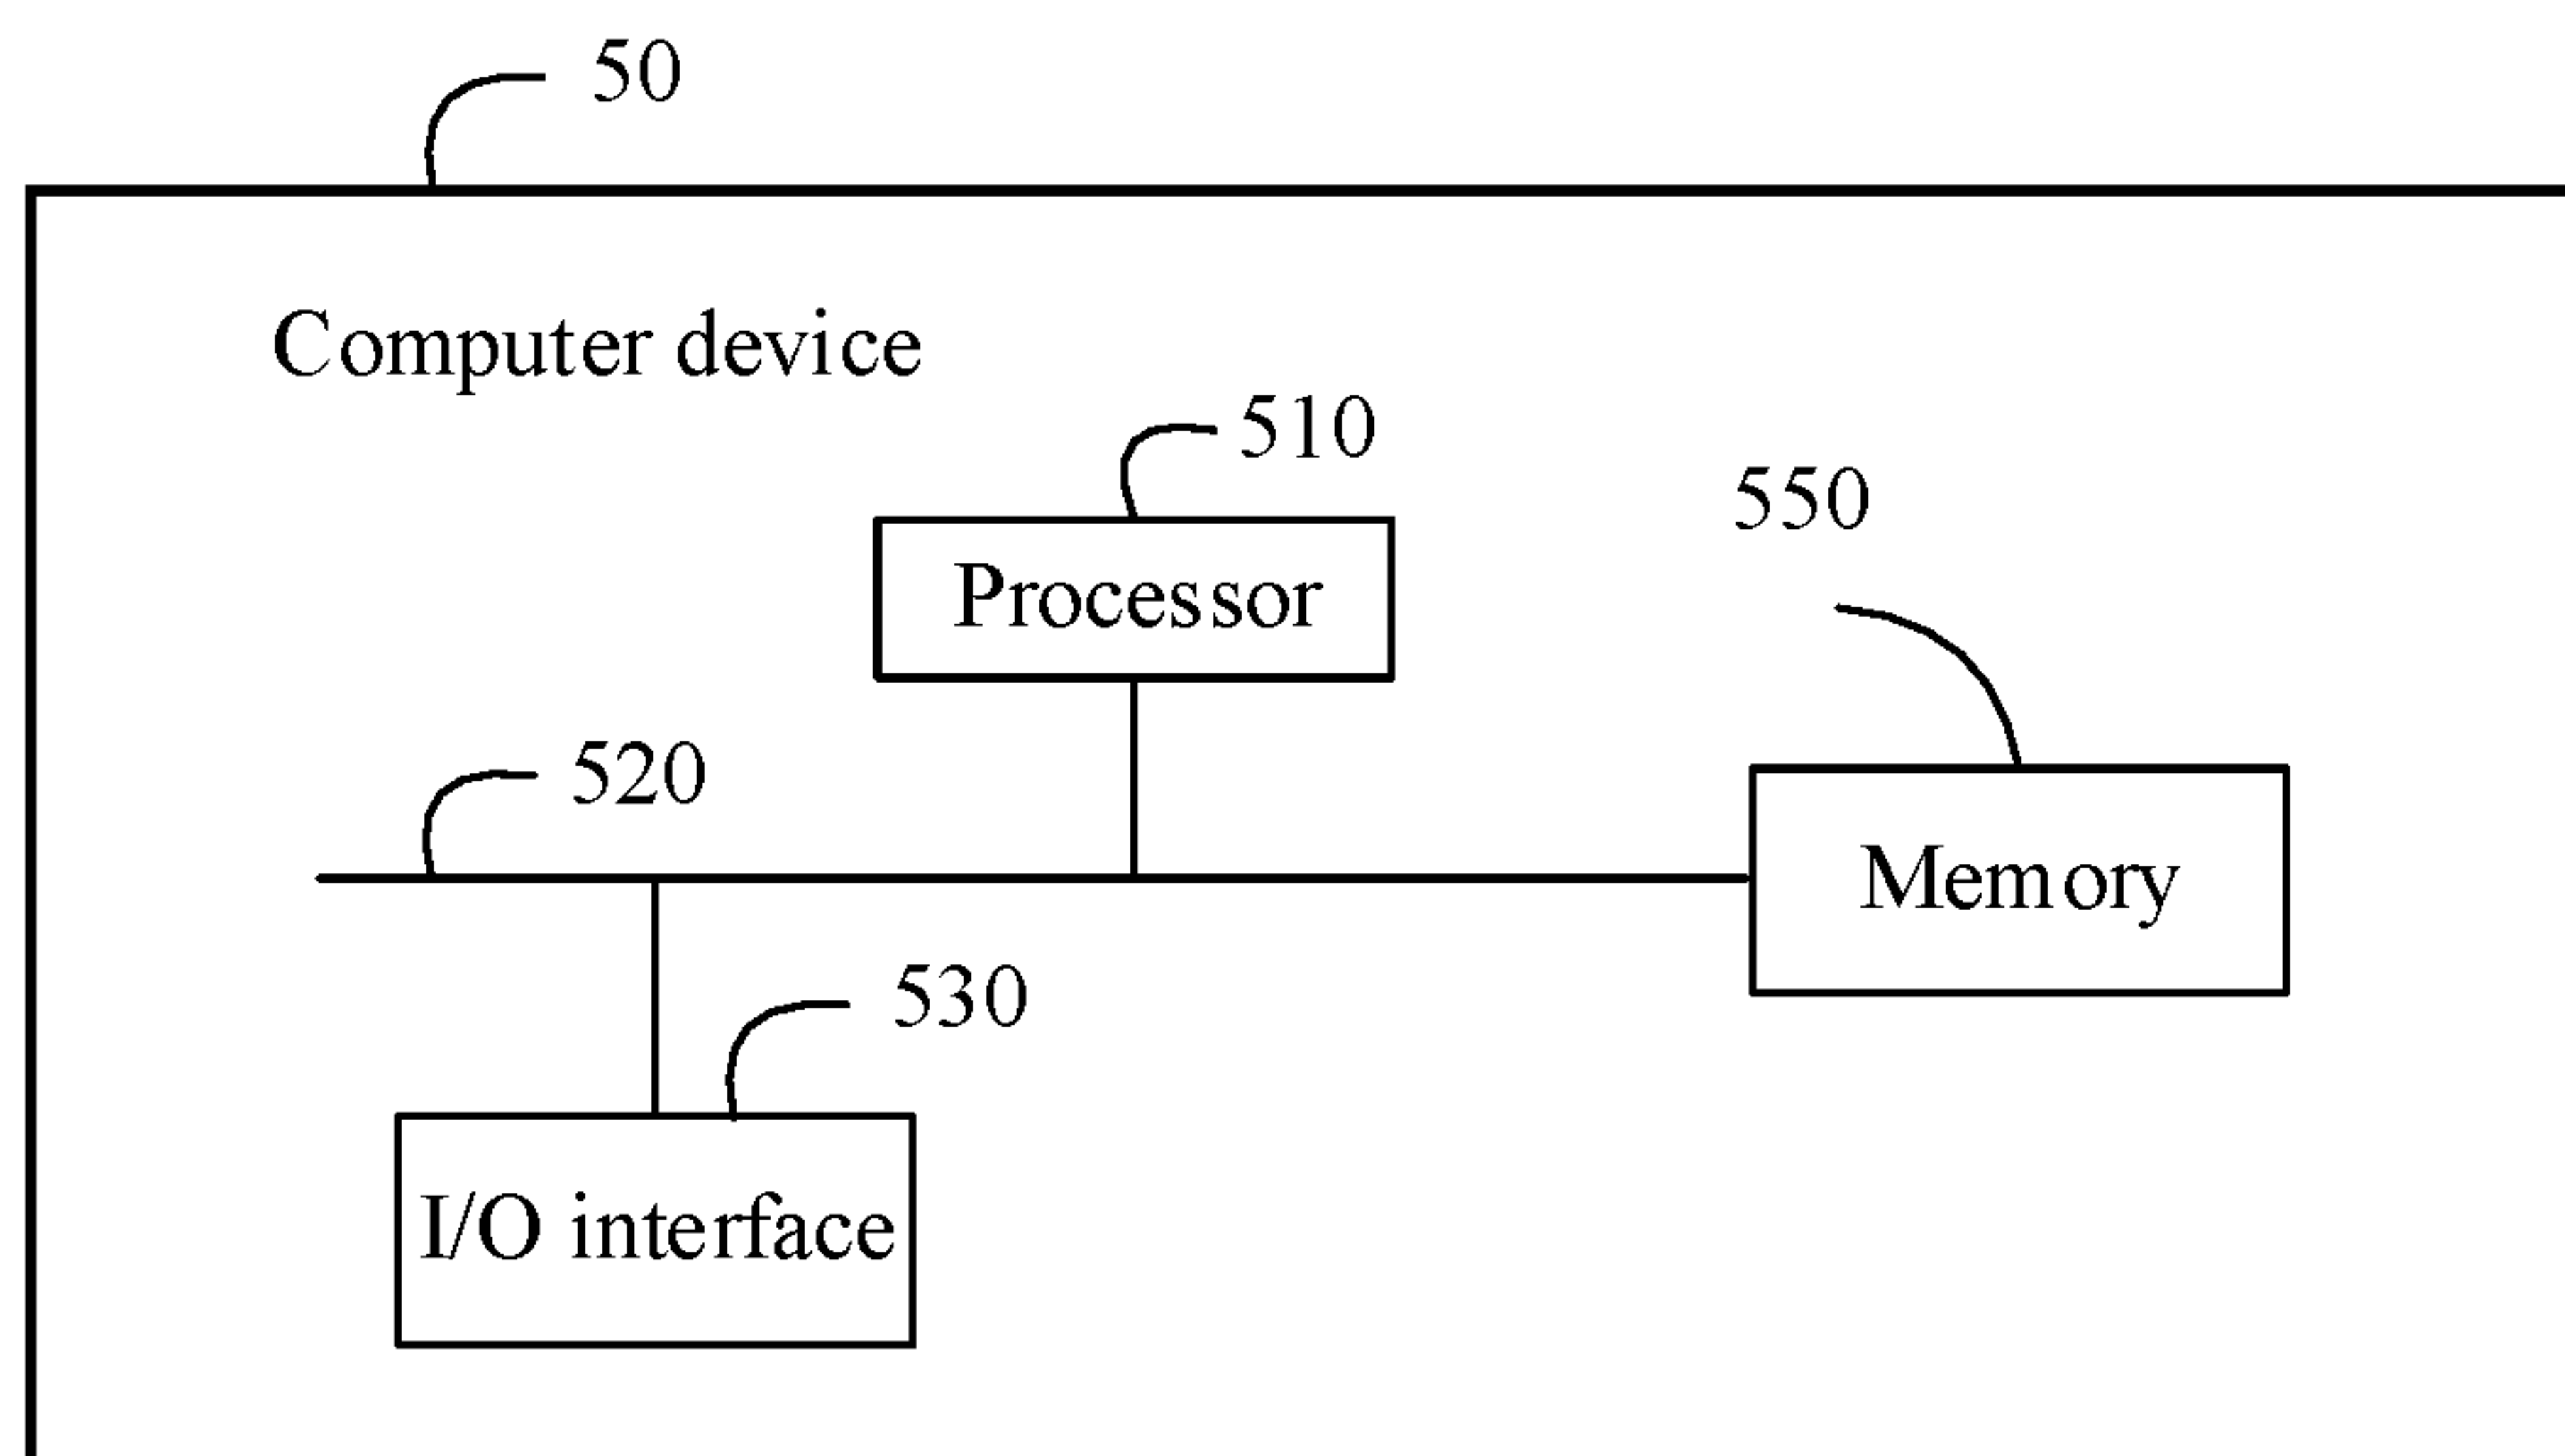 50
Computer device
510
550
Processor
520
Memory
530
I/O interface